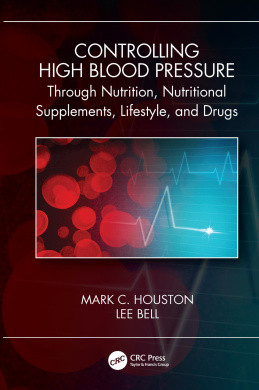 CONTROLLING
HIGH BLOOD PRESSURE
Through Nutrition, Nutritional
Supplements, Lifestyle, and Drugs
MARK C. HOUSTON
LEE BELL
CRC
CRC Press
Taylor & Francis Group